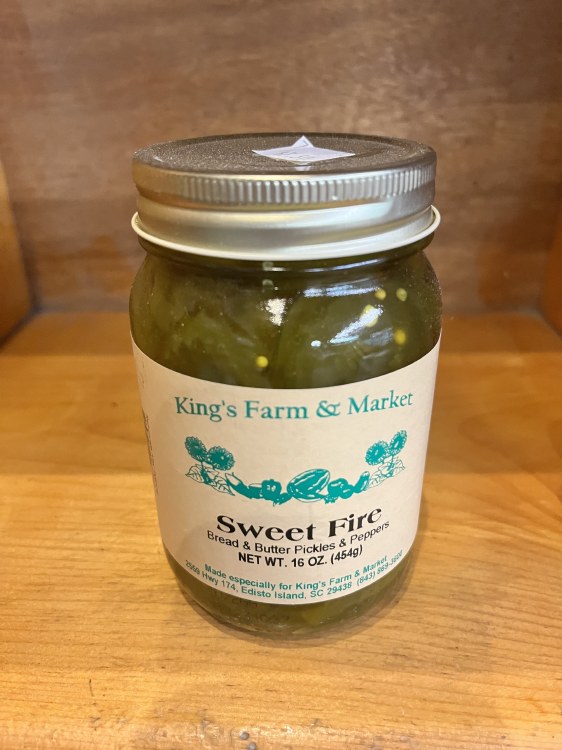 King's Farm & Market
Sweet Fire
Bread & Butter Pickles & Peppers
NET WT. 16 OZ. (454g)
Made especially for King's Farm & Market
Hwy 174, Edisto Island, SC 29438 (843)